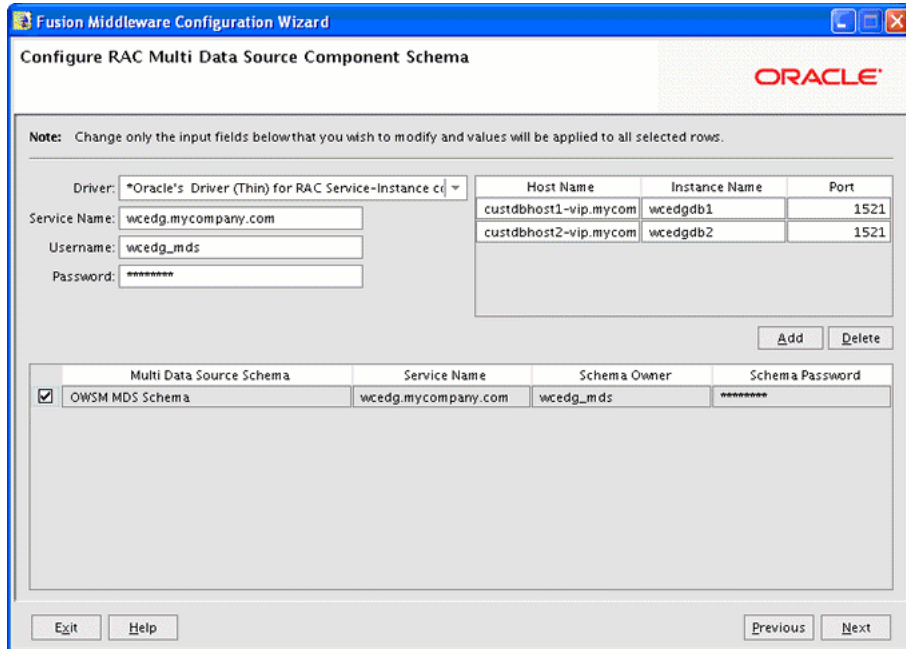 Fusion Middleware Configuration Wizard
Configure RAC Multi Data Source Component Schema
ORACLE
Note: Change only the input fields below that you wish to modify and values will be applied to all selected rows.
Driver: *Oracle's Driver (Thin) for RAC Service-Instance co
Service Name: wcedg.mycompany.com
Username: wcedg_mds
Password: ********
Host Name Instance Name Port
custdbhost1-vip.mycom wcedgdb1 1521
custdbhost2-vip.mycom wcedgdb2 1521
Add Delete
Multi Data Source Schema Service Name Schema Owner Schema Password
OWSM MDS Schema wcedg.mycompany.com wcedg_mds ********
Exit Help Previous Next